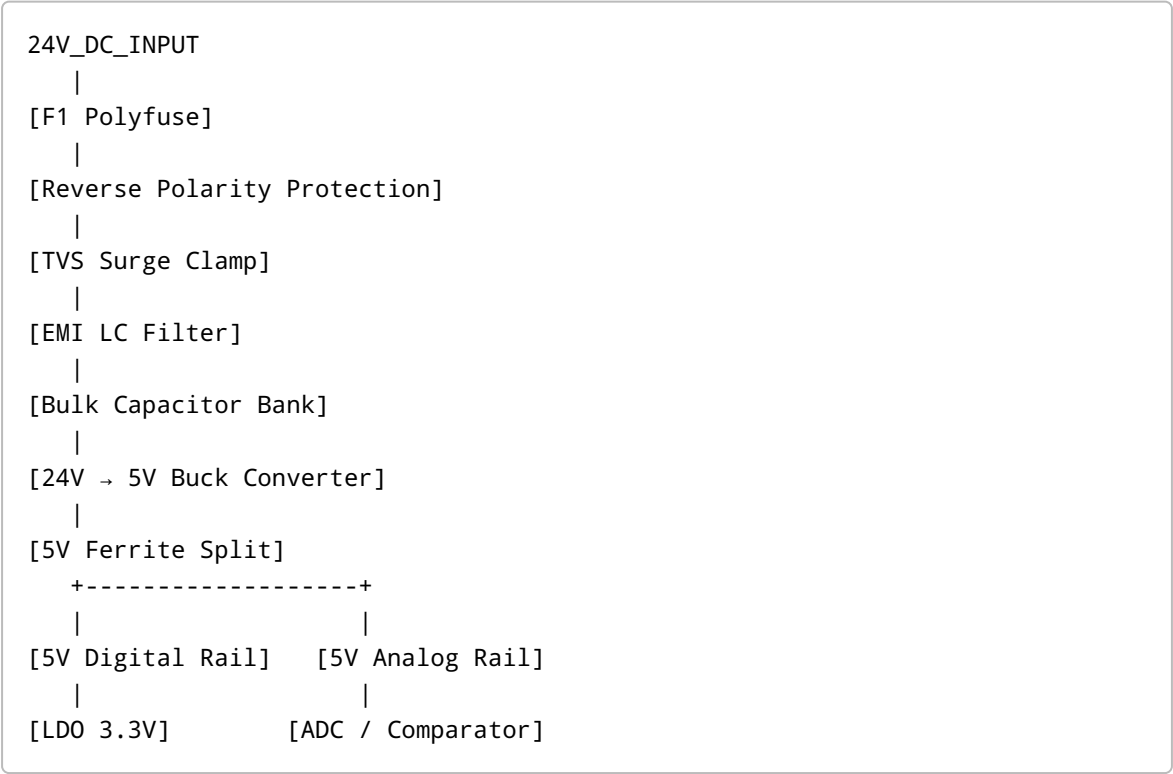 24V_DC_INPUT
|
[F1 Polyfuse]
|
[Reverse Polarity Protection]
|
[TVS Surge Clamp]
|
[EMI LC Filter]
|
[Bulk Capacitor Bank]
|
[24V → 5V Buck Converter]
|
[5V Ferrite Split]
+-------------------+
| |
[5V Digital Rail] [5V Analog Rail]
| |
[LDO 3.3V] [ADC / Comparator]